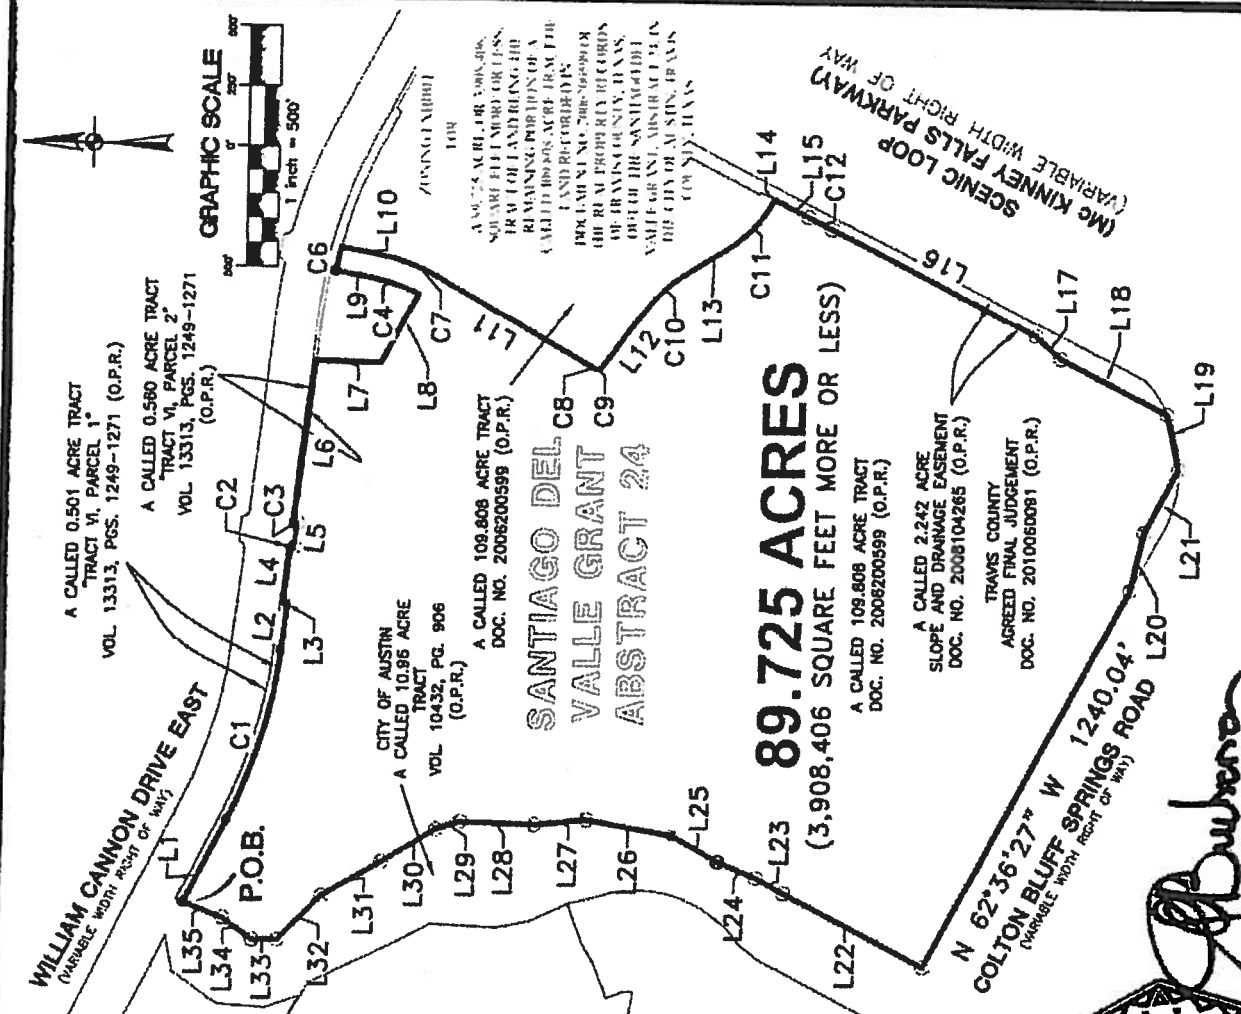 WILLIAM CANNON DRIVE EAST
(VARIABLE WIDTH RIGHT OF WAY)
A CALLED 0.501 ACRE TRACT
"TRACT VI, PARCEL 1"
VOL. 13313, PGS. 1249-1271 (O.P.R.)
A CALLED 0.560 ACRE TRACT
"TRACT VI, PARCEL 2"
VOL. 13313, PGS. 1249-1271
(O.P.R.)
GRAPHIC SCALE
500'
0'
250'
500'
1 inch = 500'
ZONING EXHIBIT
FOR
P.O.B.
L1
C1
L2
L3
L4
C2
C3
L5
L6
L7
L8
C4
L9
C6
L10
C7
L11
C8
C9
L12
C10
L13
C11
L14
L15
C12
L16
L17
L18
L19
L20
L21
L22
L23
L24
L25
L26
L27
L28
L29
L30
L31
L32
L33
L34
L35
CITY OF AUSTIN
A CALLED 10.95 ACRE
TRACT
VOL. 10432, PG. 906
(O.P.R.)
A CALLED 109.808 ACRE TRACT
DOC. NO. 2006200599 (O.P.R.)
SANTIAGO DEL
VALLE GRANT
ABSTRACT 24
89.725 ACRES
(3,908,406 SQUARE FEET MORE OR LESS)
A CALLED 109.808 ACRE TRACT
DOC. NO. 2006200599 (O.P.R.)
A CALLED 2.242 ACRE
SLOPE AND DRAINAGE EASEMENT
DOC. NO. 2008104265 (O.P.R.)
TRAVIS COUNTY
AGREED FINAL JUDGEMENT
DOC. NO. 2010060091 (O.P.R.)
SCENIC LOOP
(Mc KINNEY FALLS PARKWAY)
(VARIABLE WIDTH RIGHT OF WAY
N 62°36'27" W 1240.04'
COLTON BLUFF SPRINGS ROAD
(VARIABLE WIDTH RIGHT OF WAY)